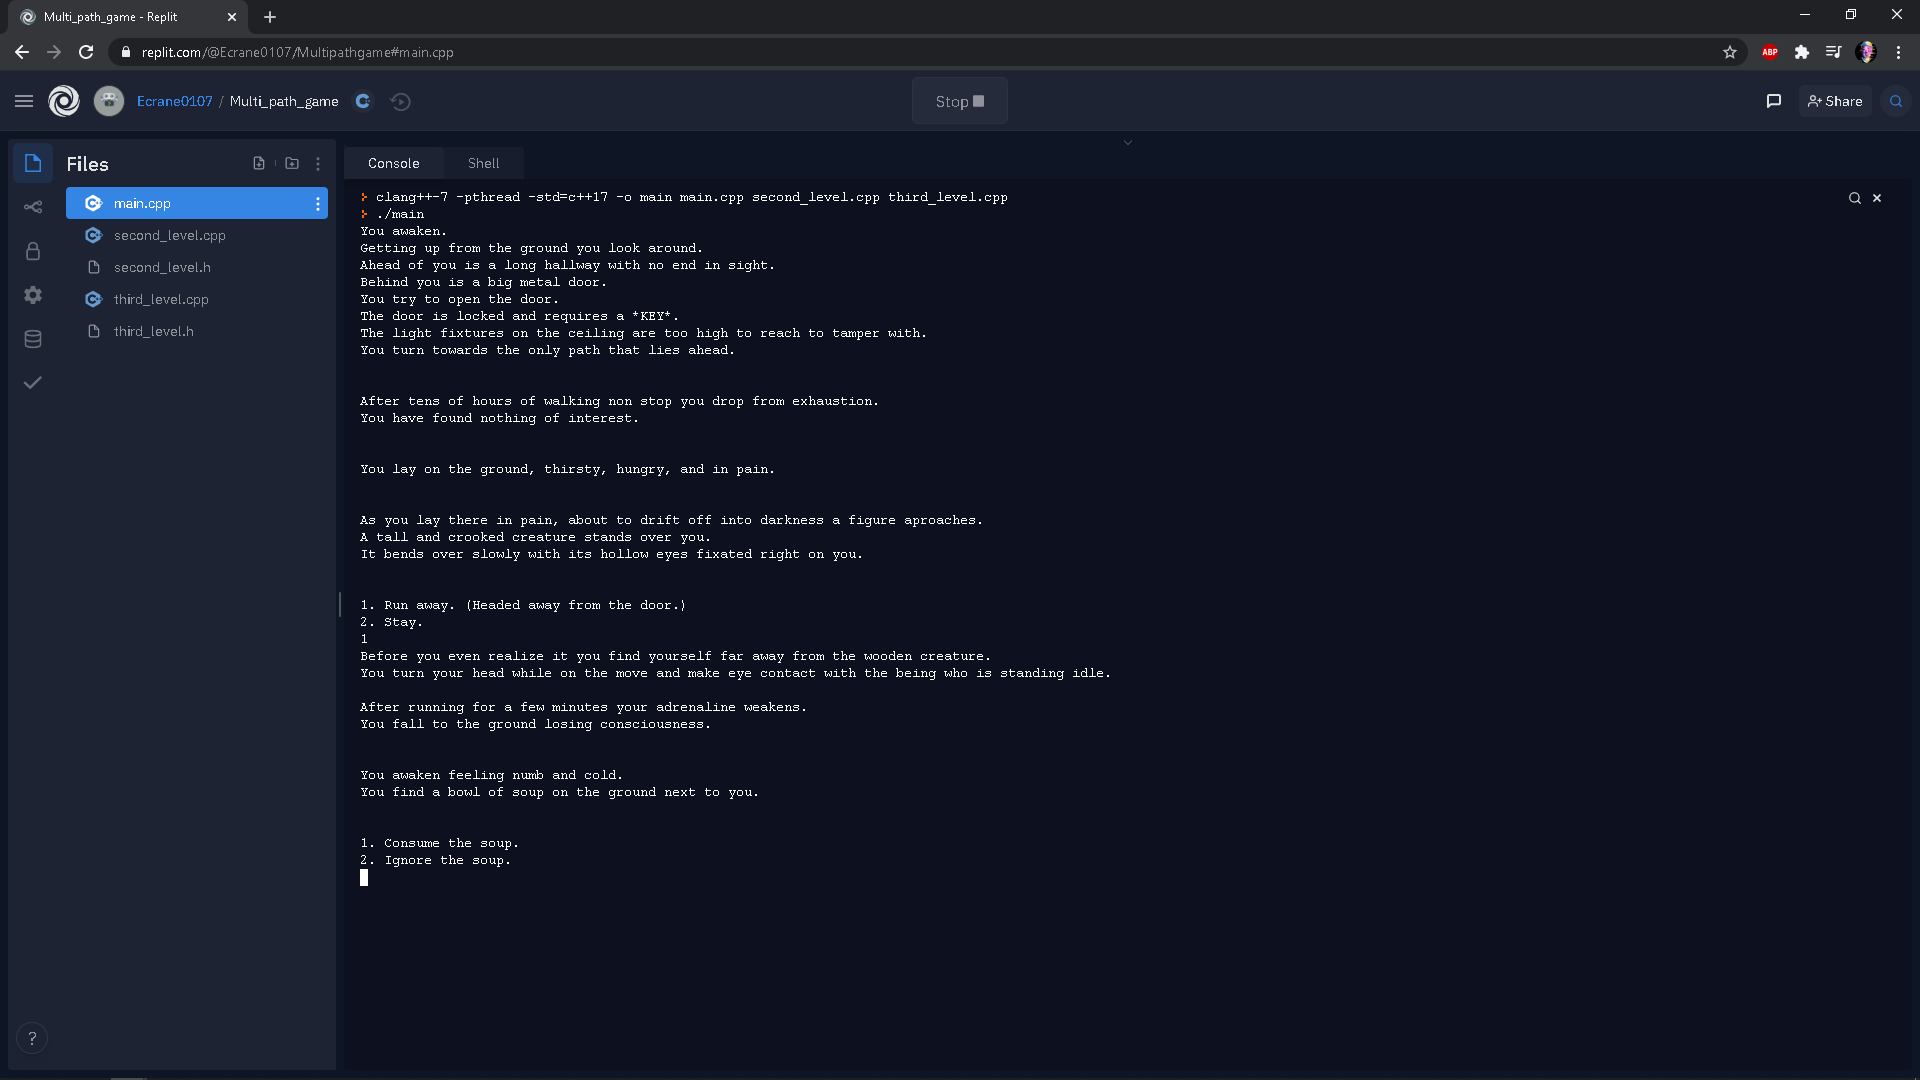 Multi_path_game - Replit
replit.com/@Ecrane0107/Multipathgame#main.cpp
ABP
Ecrane0107 / Multi_path_game
Stop
Share
Files
main.cpp
second_level.cpp
second_level.h
third_level.cpp
third_level.h
?
Console Shell
clang++-7 -pthread -std=c++17 -o main main.cpp second_level.cpp third_level.cpp
./main
You awaken.
Getting up from the ground you look around.
Ahead of you is a long hallway with no end in sight.
Behind you is a big metal door.
You try to open the door.
The door is locked and requires a *KEY*.
The light fixtures on the ceiling are too high to reach to tamper with.
You turn towards the only path that lies ahead.
After tens of hours of walking non stop you drop from exhaustion.
You have found nothing of interest.
You lay on the ground, thirsty, hungry, and in pain.
As you lay there in pain, about to drift off into darkness a figure aproaches.
A tall and crooked creature stands over you.
It bends over slowly with its hollow eyes fixated right on you.
1. Run away. (Headed away from the door.)
2. Stay.
1
Before you even realize it you find yourself far away from the wooden creature.
You turn your head while on the move and make eye contact with the being who is standing idle.
After running for a few minutes your adrenaline weakens.
You fall to the ground losing consciousness.
You awaken feeling numb and cold.
You find a bowl of soup on the ground next to you.
1. Consume the soup.
2. Ignore the soup.